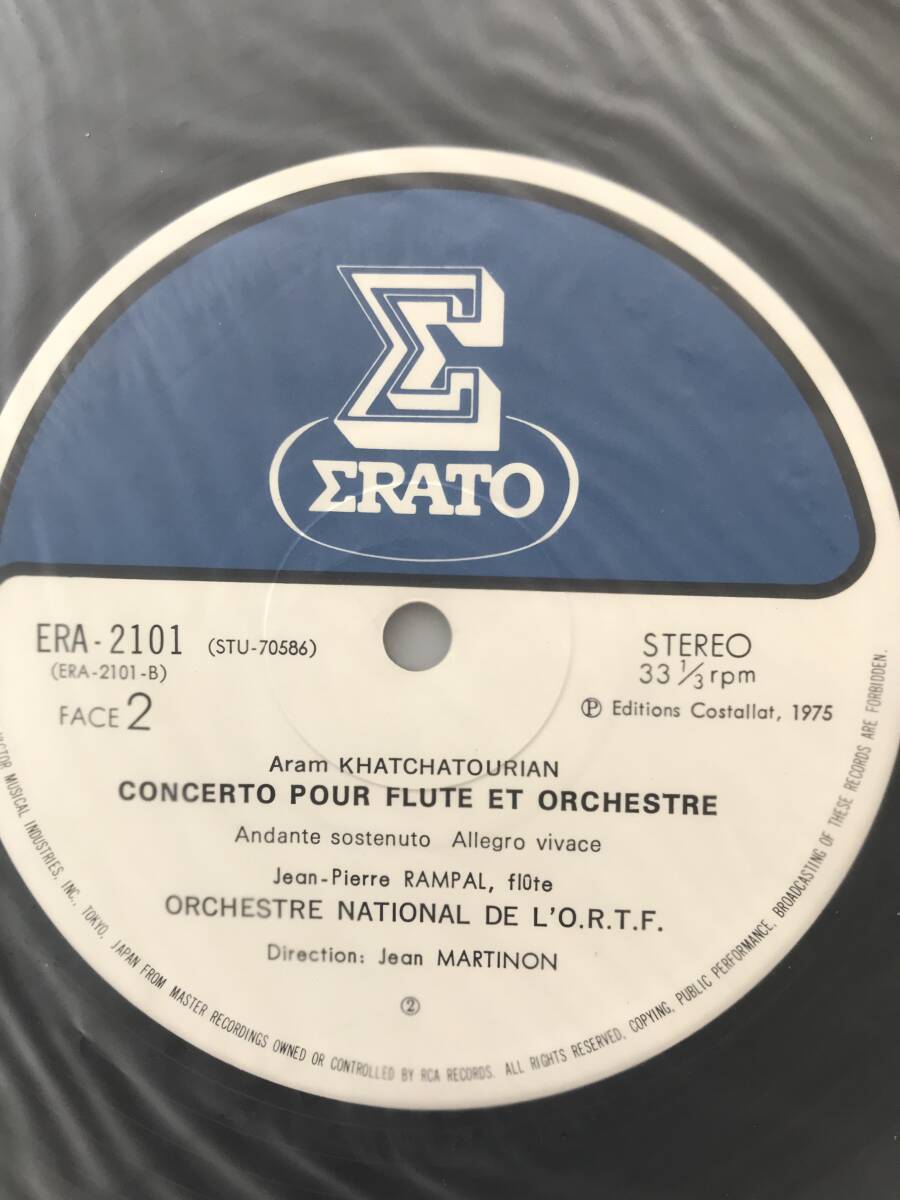 Σ
ΣRATO
ERA-2101 (STU-70586)
(ERA-2101-B)
FACE 2
STEREO
33 1/3 rpm
Ⓟ Editions Costallat, 1975
Aram KHATCHATOURIAN
CONCERTO POUR FLUTE ET ORCHESTRE
Andante sostenuto Allegro vivace
Jean-Pierre RAMPAL, flûte
ORCHESTRE NATIONAL DE L'O.R.T.F.
Direction: Jean MARTINON
②
VICTOR MUSICAL INDUSTRIES, INC., TOKYO, JAPAN FROM MASTER RECORDINGS OWNED OR CONTROLLED BY RCA RECORDS. ALL RIGHTS RESERVED, COPYING, PUBLIC PERFORMANCE, BROADCASTING OF THESE RECORDS ARE FORBIDDEN.